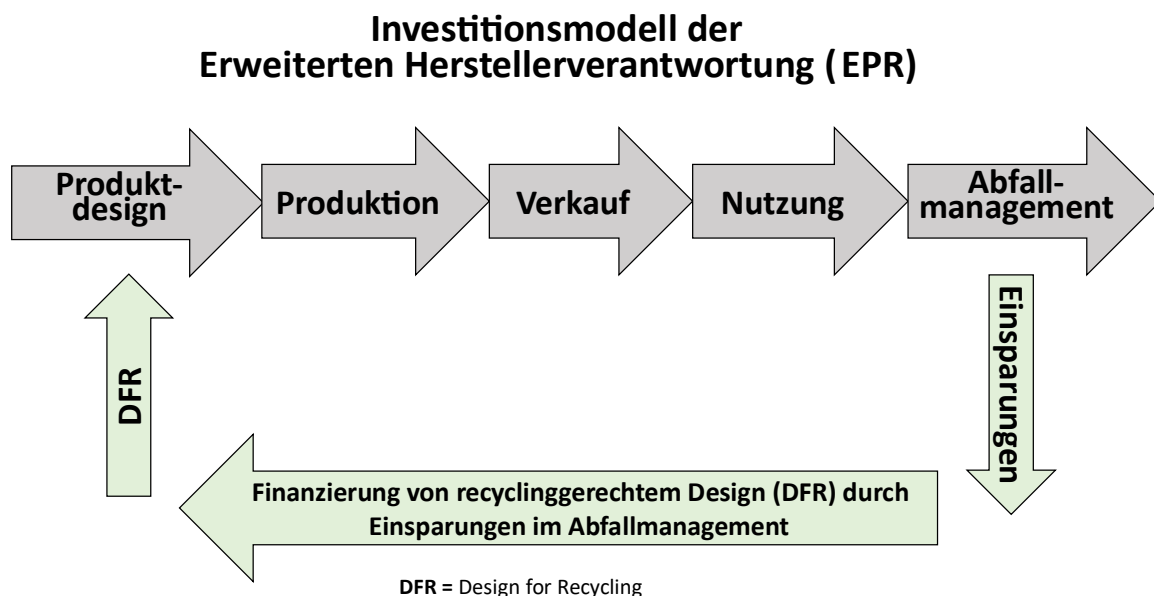 Investitionsmodell der
Erweiterten Herstellerverantwortung (EPR)
Produkt-
design
Produktion
Verkauf
Nutzung
Abfall-
management
Einsparungen
DFR
Finanzierung von recyclinggerechtem Design (DFR) durch
Einsparungen im Abfallmanagement
DFR = Design for Recycling